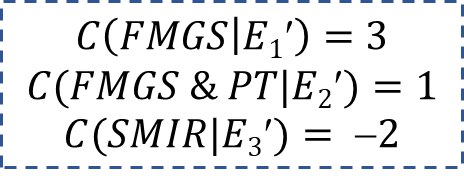 C(FMGS|E₁′) = 3
C(FMGS & PT|E₂′) = 1
C(SMIR|E₃′) = −2